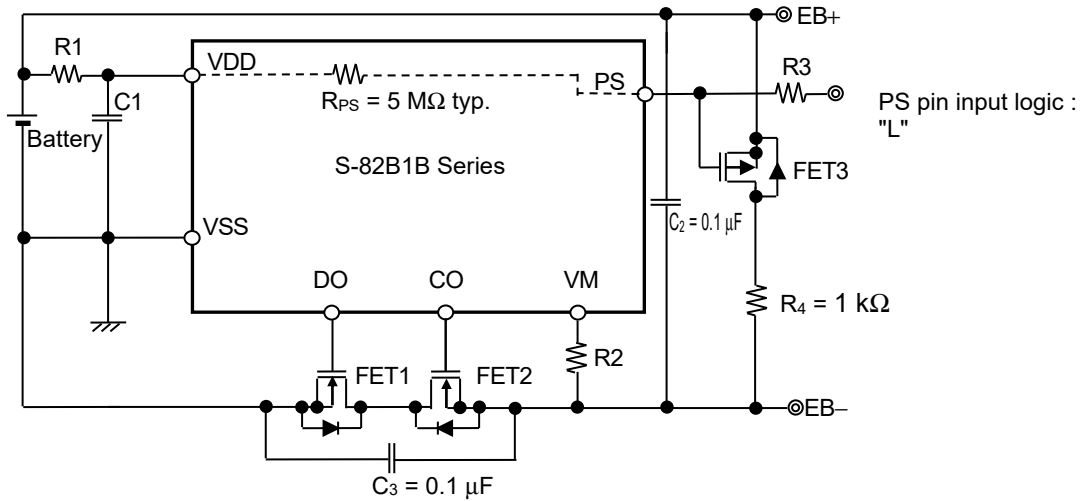 EB+
R1
VDD
PS
R3
C1
R_PS = 5 MΩ typ.
PS pin input logic :
"L"
Battery
S-82B1B Series
FET3
C₂ = 0.1 μF
VSS
DO
CO
VM
R₄ = 1 kΩ
R2
FET1
FET2
EB−
C₃ = 0.1 μF